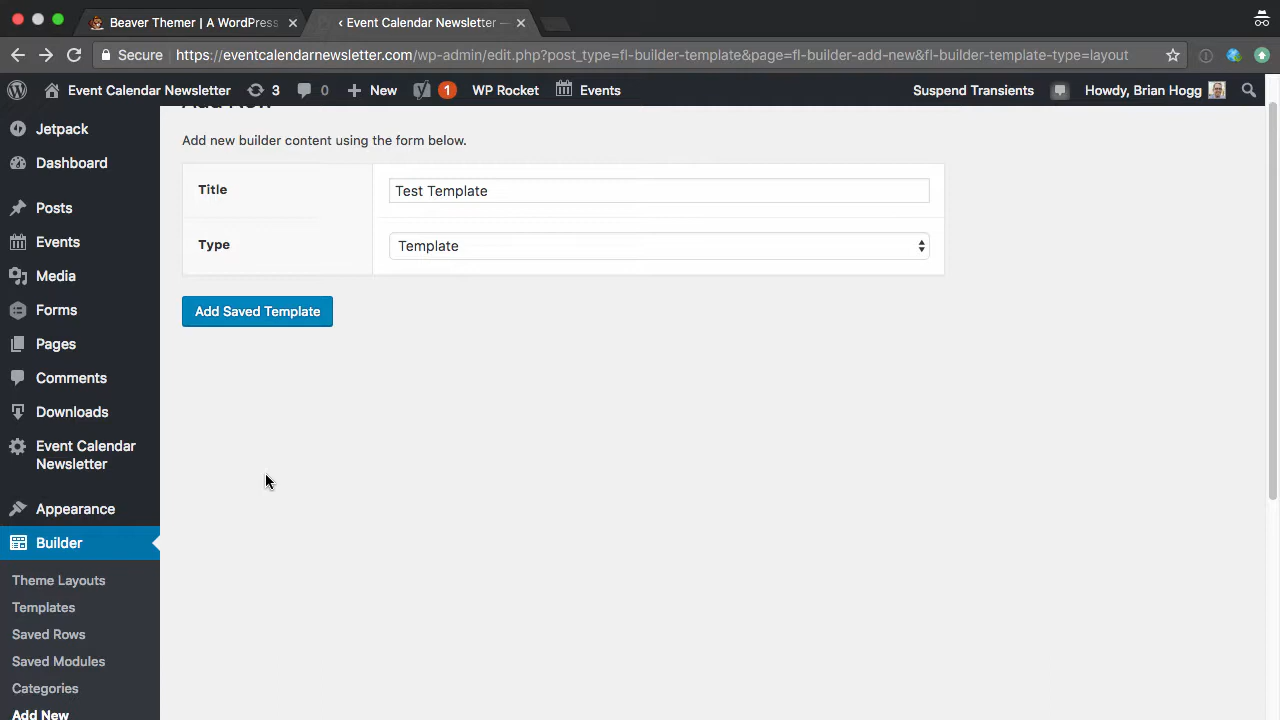 Beaver Themer | A WordPress
‹ Event Calendar Newsletter —
Secure https://eventcalendarnewsletter.com/wp-admin/edit.php?post_type=fl-builder-template&page=fl-builder-add-new&fl-builder-template-type=layout
Event Calendar Newsletter 3 0 New 1 WP Rocket Events Suspend Transients Howdy, Brian Hogg
Add New
Add new builder content using the form below.
Title
Test Template
Type
Template
Add Saved Template
Jetpack
Dashboard
Posts
Events
Media
Forms
Pages
Comments
Downloads
Event Calendar
Newsletter
Appearance
Builder
Theme Layouts
Templates
Saved Rows
Saved Modules
Categories
Add New